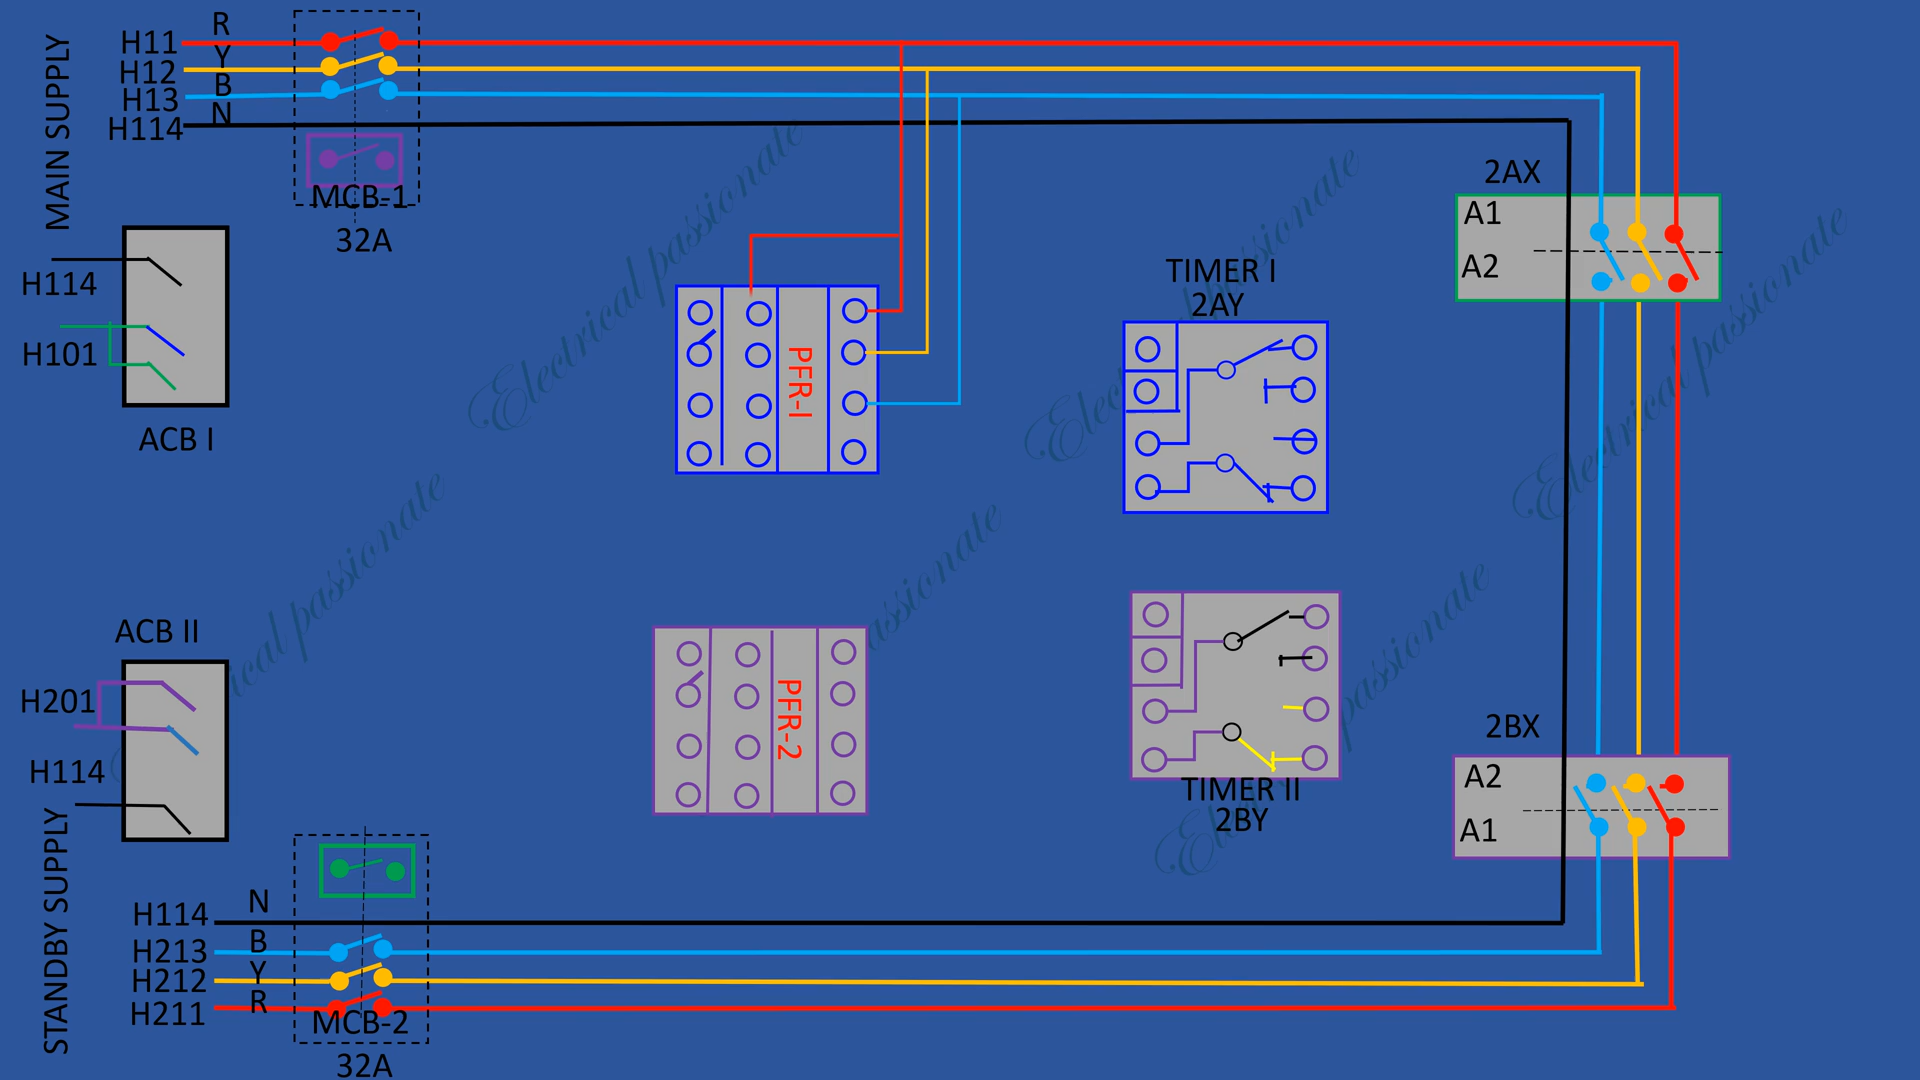 MAIN SUPPLY
R
H11
Y
H12
B
H13
N
H114
MCB-1
32A
H114
H101
ACB I
PFR-I
TIMER I
2AY
2AX
A1
A2
Electrical passionate
Electrical passionate
Electrical passionate
Electrical passionate
ACB II
H201
H114
PFR-2
TIMER II
2BY
2BX
A2
A1
STANDBY SUPPLY
N
H114
B
H213
Y
H212
R
H211
MCB-2
32A